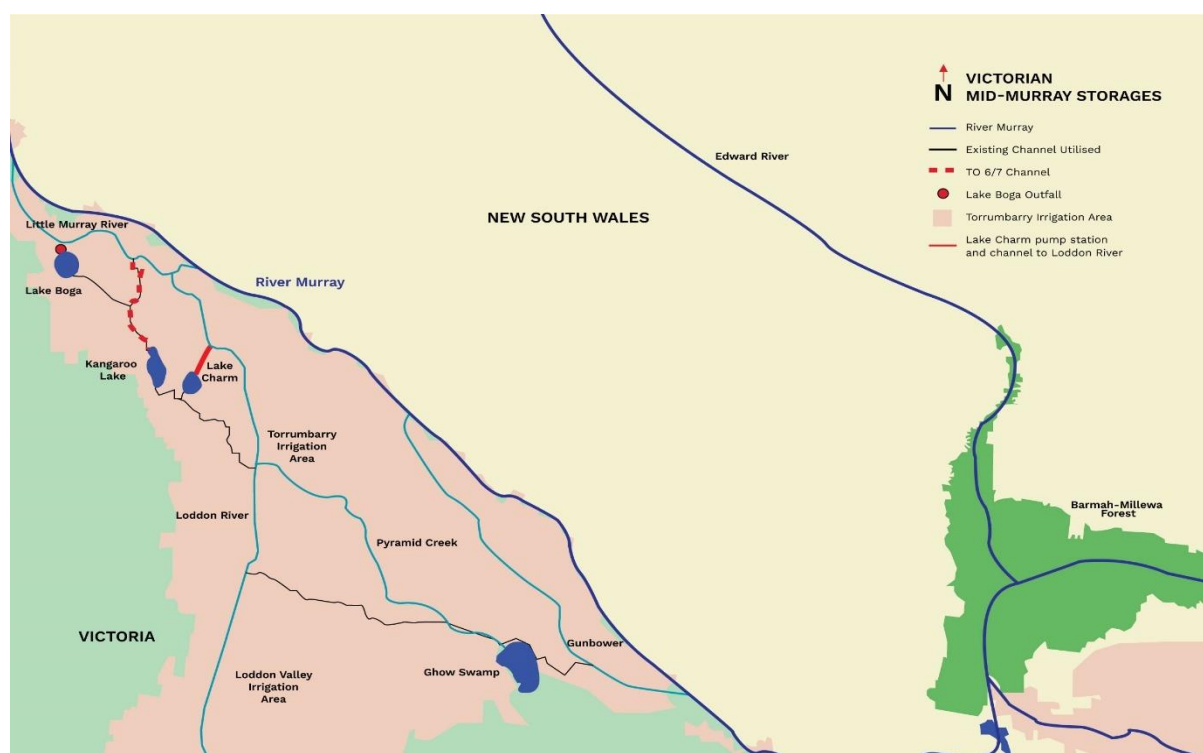 N
VICTORIAN
MID-MURRAY STORAGES
River Murray
Existing Channel Utilised
TO 6/7 Channel
Lake Boga Outfall
Torrumbarry Irrigation Area
Lake Charm pump station
and channel to Loddon River
Edward River
NEW SOUTH WALES
Little Murray River
River Murray
Lake Boga
Kangaroo
Lake
Lake
Charm
Torrumbarry
Irrigation
Area
Loddon River
Barmah-Millewa
Forest
Pyramid Creek
VICTORIA
Gunbower
Ghow Swamp
Loddon Valley
Irrigation
Area